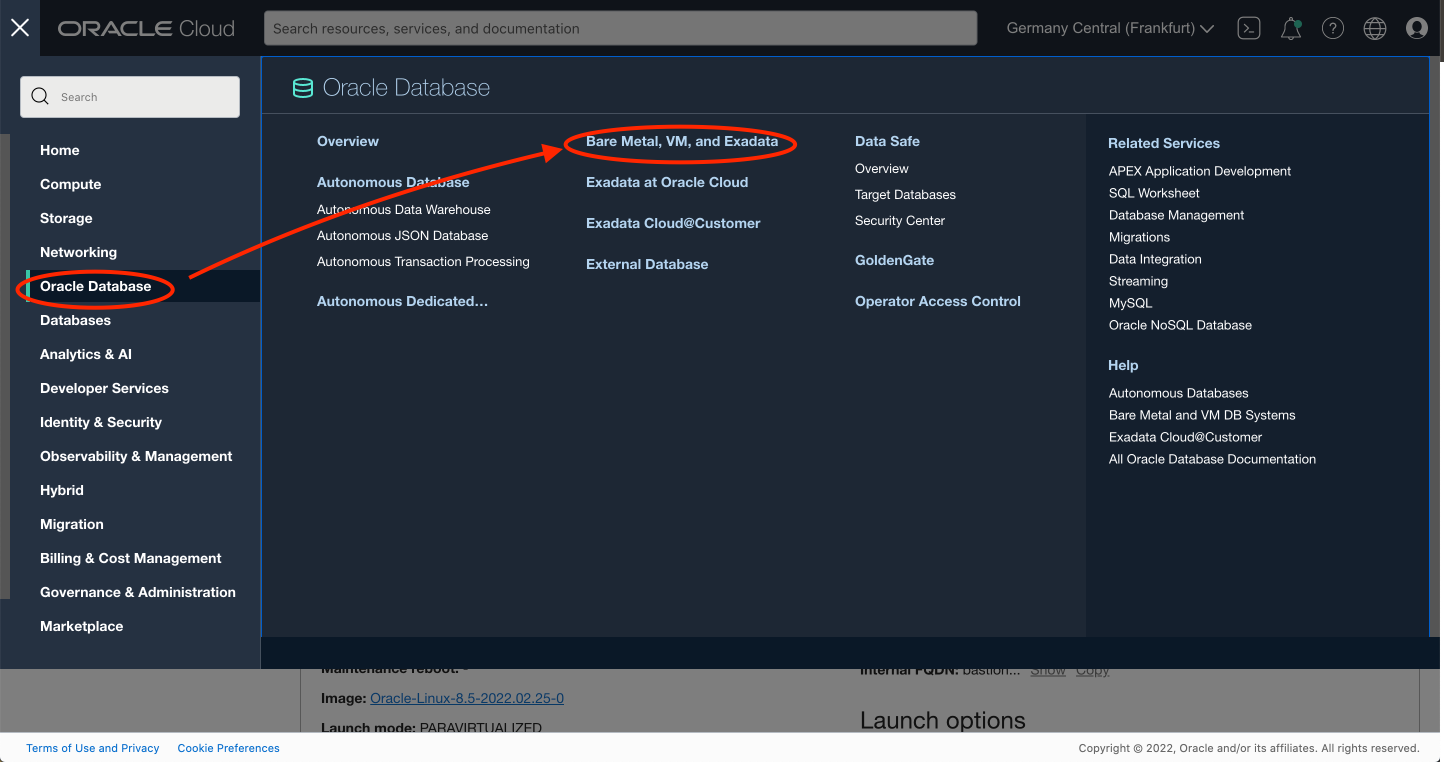 ORACLE Cloud
Search resources, services, and documentation
Germany Central (Frankfurt)
Search
Home
Compute
Storage
Networking
Oracle Database
Databases
Analytics & AI
Developer Services
Identity & Security
Observability & Management
Hybrid
Migration
Billing & Cost Management
Governance & Administration
Marketplace
Oracle Database
Overview
Autonomous Database
Autonomous Data Warehouse
Autonomous JSON Database
Autonomous Transaction Processing
Autonomous Dedicated...
Bare Metal, VM, and Exadata
Exadata at Oracle Cloud
Exadata Cloud@Customer
External Database
Data Safe
Overview
Target Databases
Security Center
GoldenGate
Operator Access Control
Related Services
APEX Application Development
SQL Worksheet
Database Management
Migrations
Data Integration
Streaming
MySQL
Oracle NoSQL Database
Help
Autonomous Databases
Bare Metal and VM DB Systems
Exadata Cloud@Customer
All Oracle Database Documentation
Maintenance reboot: -
Image: Oracle-Linux-8.5-2022.02.25-0
Launch mode: PARAVIRTUALIZED
Internal FQDN: bastion... Show Copy
Launch options
Terms of Use and Privacy Cookie Preferences
Copyright © 2022, Oracle and/or its affiliates. All rights reserved.